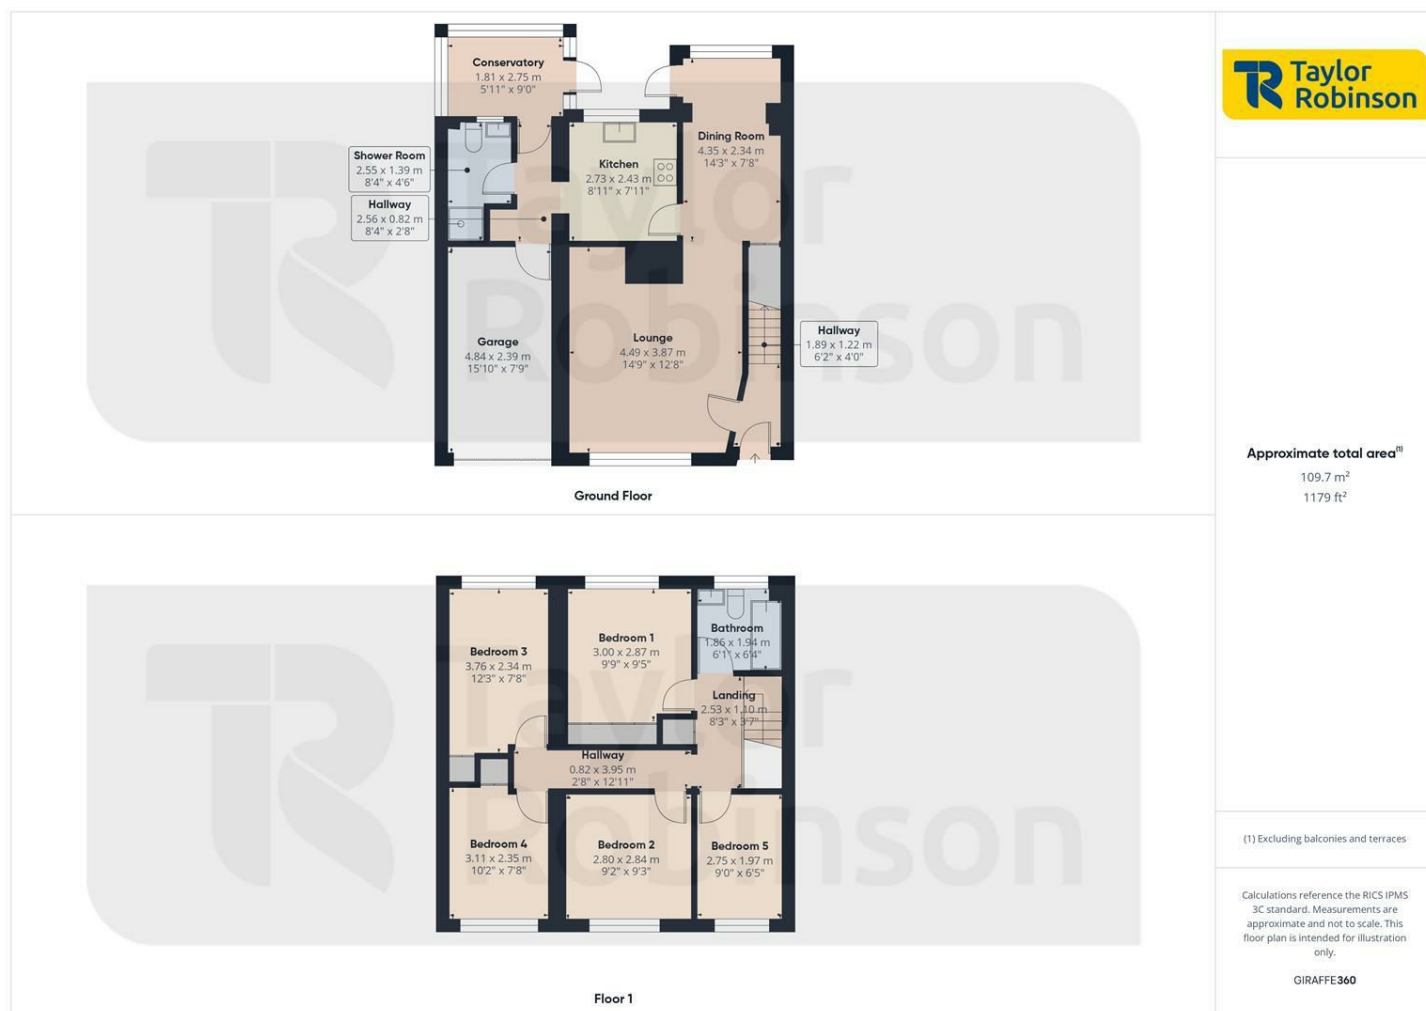 Conservatory
1.81 x 2.75 m
5'11" x 9'0"
Shower Room
2.55 x 1.39 m
8'4" x 4'6"
Hallway
2.56 x 0.82 m
8'4" x 2'8"
Kitchen
2.73 x 2.43 m
8'11" x 7'11"
Dining Room
4.35 x 2.34 m
14'3" x 7'8"
Garage
4.84 x 2.39 m
15'10" x 7'9"
Lounge
4.49 x 3.87 m
14'9" x 12'8"
Hallway
1.89 x 1.22 m
6'2" x 4'0"
Taylor
Robinson
Ground Floor
Bedroom 3
3.76 x 2.34 m
12'3" x 7'8"
Bedroom 1
3.00 x 2.87 m
9'9" x 9'5"
Bathroom
1.86 x 1.94 m
6'1" x 6'4"
Landing
2.53 x 1.10 m
8'3" x 3'7"
Hallway
0.82 x 3.95 m
2'8" x 12'11"
Bedroom 4
3.11 x 2.35 m
10'2" x 7'8"
Bedroom 2
2.80 x 2.84 m
9'2" x 9'3"
Bedroom 5
2.75 x 1.97 m
9'0" x 6'5"
Taylor
Robinson
Floor 1
Taylor
Robinson
Approximate total area(1)
109.7 m²
1179 ft²
(1) Excluding balconies and terraces
Calculations reference the RICS IPMS
3C standard. Measurements are
approximate and not to scale. This
floor plan is intended for illustration
only.
GIRAFFE360